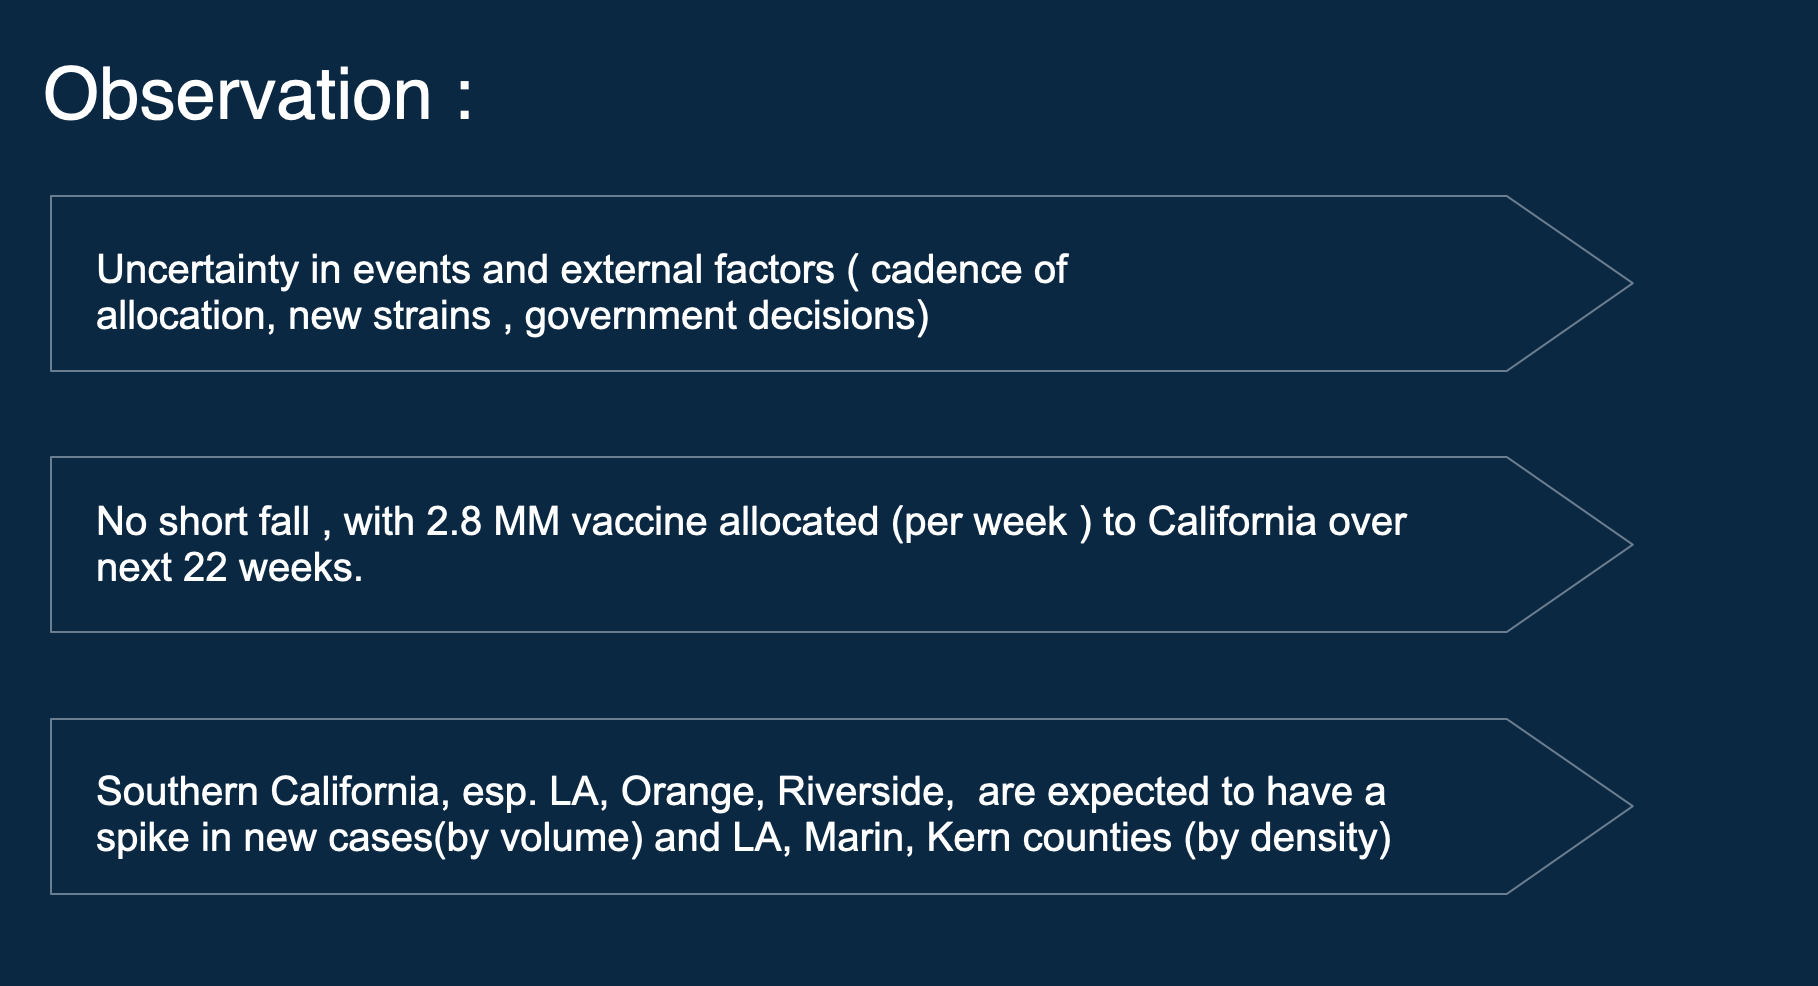 Observation :
Uncertainty in events and external factors ( cadence of
allocation, new strains , government decisions)
No short fall , with 2.8 MM vaccine allocated (per week ) to California over
next 22 weeks.
Southern California, esp. LA, Orange, Riverside,  are expected to have a
spike in new cases(by volume) and LA, Marin, Kern counties (by density)